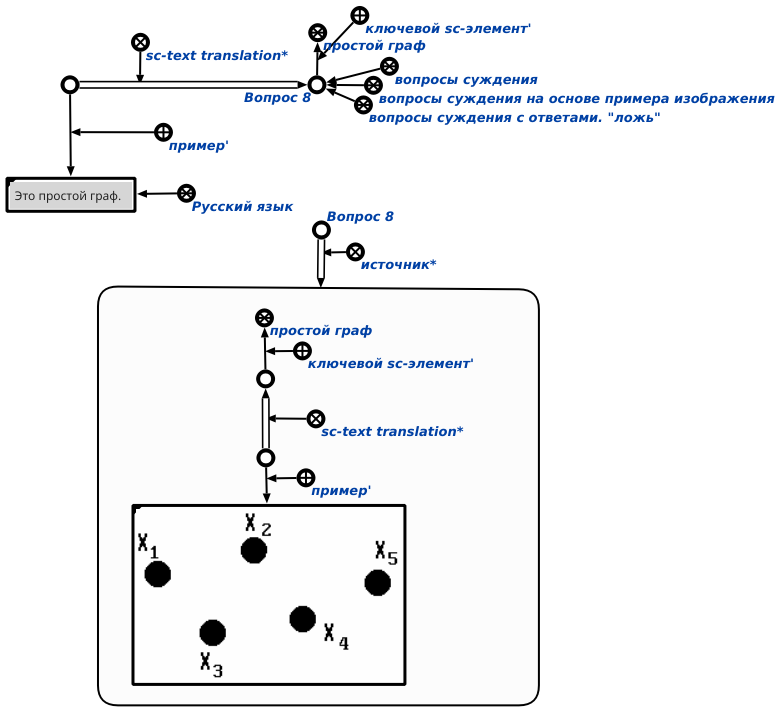 ключевой sc-элемент'
простой граф
sc-text translation*
вопросы суждения
Вопрос 8
вопросы суждения на основе примера изображения
вопросы суждения с ответами. "ложь"
пример'
Это простой граф.
Русский язык
Вопрос 8
источник*
простой граф
ключевой sc-элемент'
sc-text translation*
пример'
X2
X1
X5
X4
X3